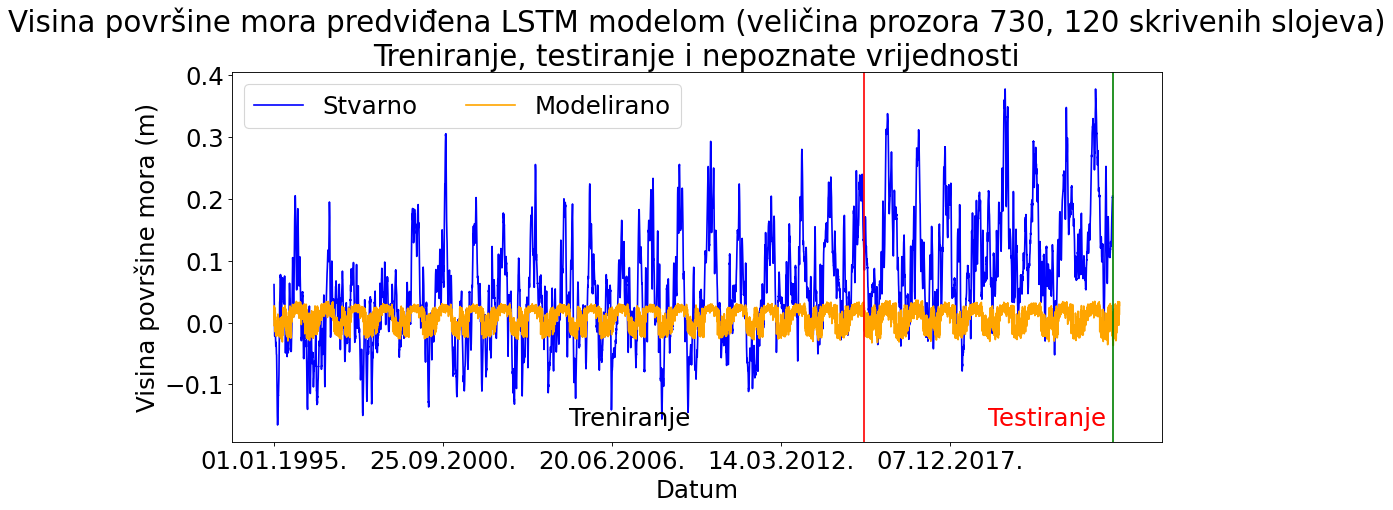 Visina površine mora predviđena LSTM modelom (veličina prozora 730, 120 skrivenih slojeva)
Treniranje, testiranje i nepoznate vrijednosti
Stvarno
Modelirano
Visina površine mora (m)
0.4
0.3
0.2
0.1
0.0
−0.1
Treniranje
Testiranje
01.01.1995.
25.09.2000.
20.06.2006.
14.03.2012.
07.12.2017.
Datum